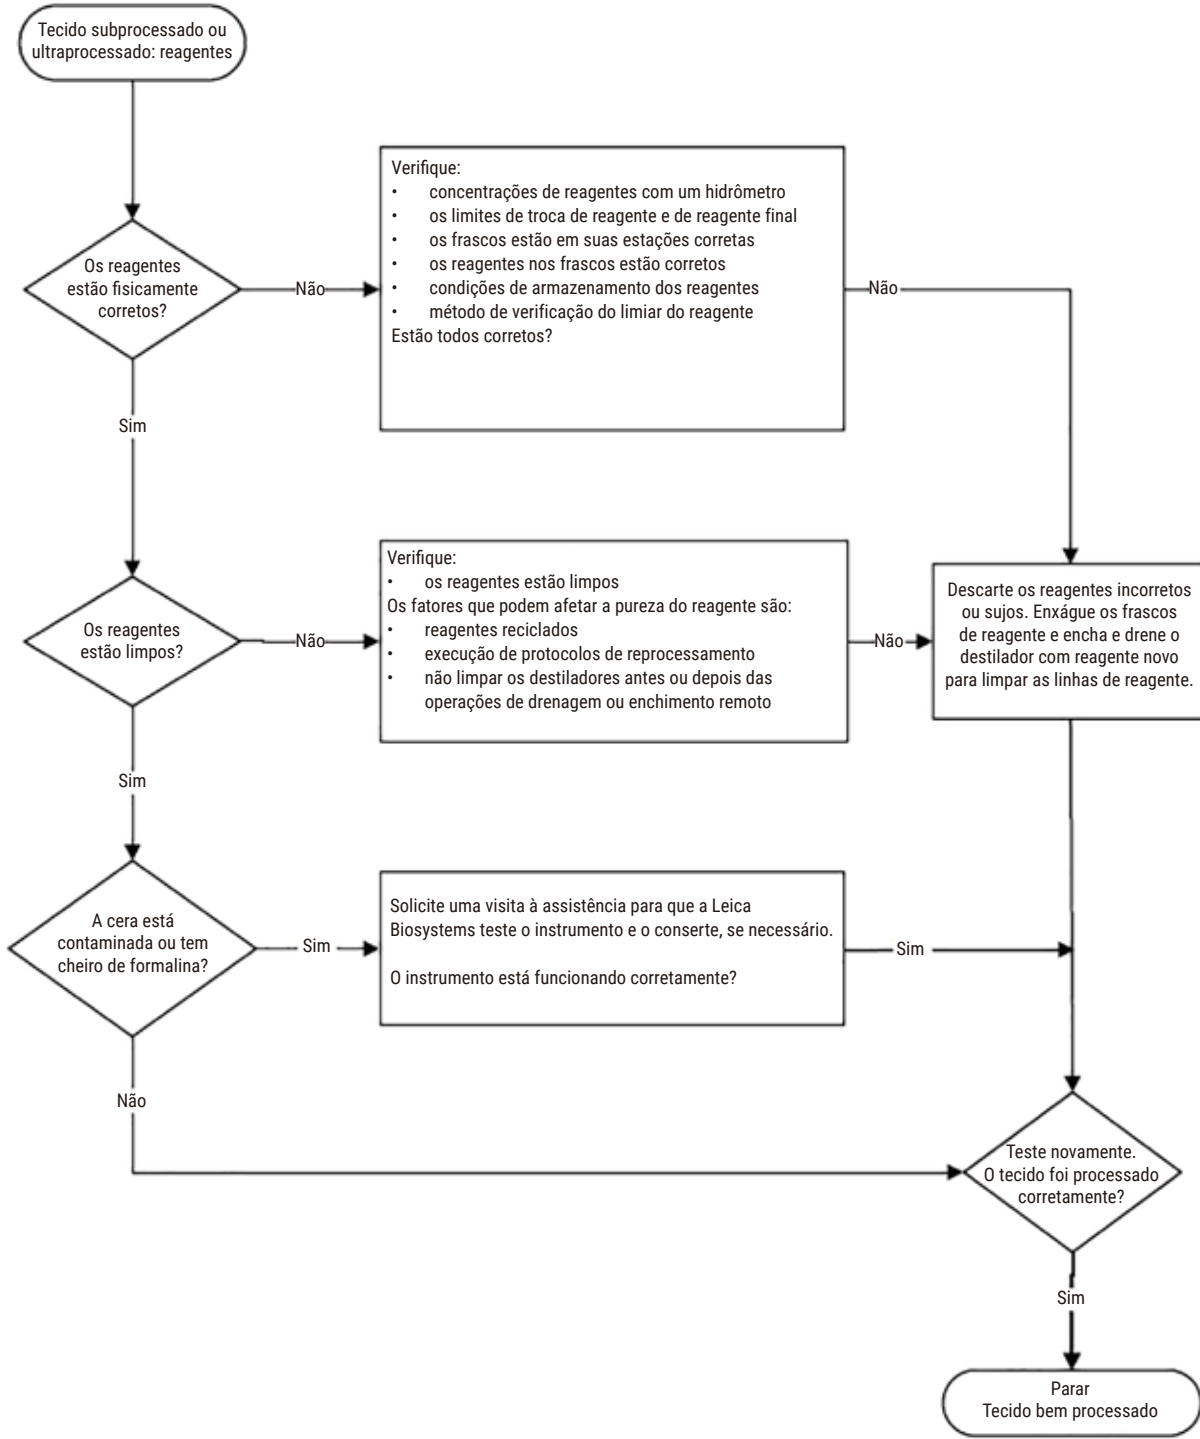 Tecido subprocessado ou
ultraprocessado: reagentes
Verifique:
• concentrações de reagentes com um hidrômetro
• os limites de troca de reagente e de reagente final
• os frascos estão em suas estações corretas
• os reagentes nos frascos estão corretos
• condições de armazenamento dos reagentes
• método de verificação do limiar do reagente
Estão todos corretos?
Os reagentes
estão fisicamente
corretos?
Não
Não
Sim
Verifique:
• os reagentes estão limpos
Os fatores que podem afetar a pureza do reagente são:
• reagentes reciclados
• execução de protocolos de reprocessamento
• não limpar os destiladores antes ou depois das
operações de drenagem ou enchimento remoto
Os reagentes
estão limpos?
Não
Não
Descarte os reagentes incorretos
ou sujos. Enxágue os frascos
de reagente e encha e drene o
destilador com reagente novo
para limpar as linhas de reagente.
Sim
A cera está
contaminada ou tem
cheiro de formalina?
Sim
Solicite uma visita à assistência para que a Leica
Biosystems teste o instrumento e o conserte, se necessário.
O instrumento está funcionando corretamente?
Sim
Não
Teste novamente.
O tecido foi processado
corretamente?
Sim
Parar
Tecido bem processado